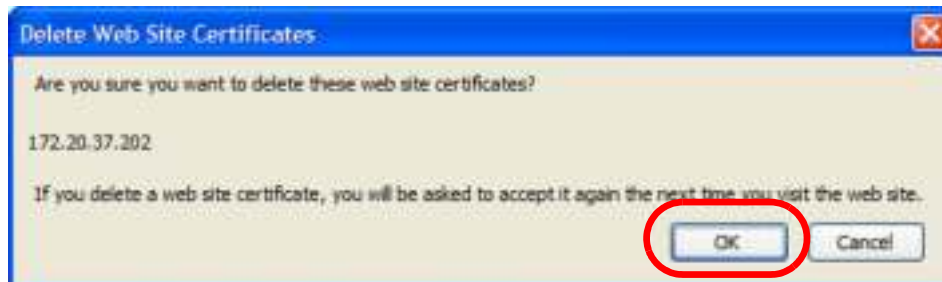 Delete Web Site Certificates
Are you sure you want to delete these web site certificates?
172.20.37.202
If you delete a web site certificate, you will be asked to accept it again the next time you visit the web site.
OK Cancel